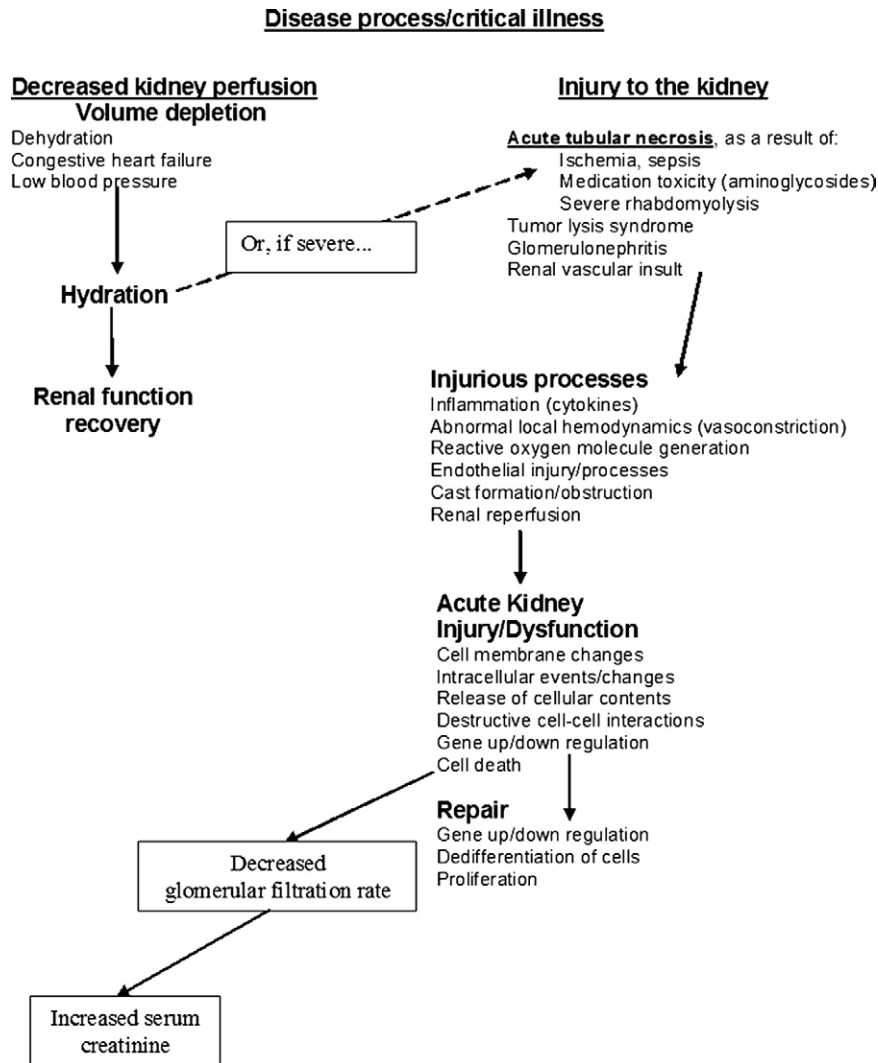 Disease process/critical illness
Decreased kidney perfusion
Volume depletion
Dehydration
Congestive heart failure
Low blood pressure
Or, if severe...
Hydration
Renal function
recovery
Injury to the kidney
Acute tubular necrosis, as a result of:
Ischemia, sepsis
Medication toxicity (aminoglycosides)
Severe rhabdomyolysis
Tumor lysis syndrome
Glomerulonephritis
Renal vascular insult
Injurious processes
Inflammation (cytokines)
Abnormal local hemodynamics (vasoconstriction)
Reactive oxygen molecule generation
Endothelial injury/processes
Cast formation/obstruction
Renal reperfusion
Acute Kidney
Injury/Dysfunction
Cell membrane changes
Intracellular events/changes
Release of cellular contents
Destructive cell-cell interactions
Gene up/down regulation
Cell death
Repair
Gene up/down regulation
Dedifferentiation of cells
Proliferation
Decreased
glomerular filtration rate
Increased serum
creatinine